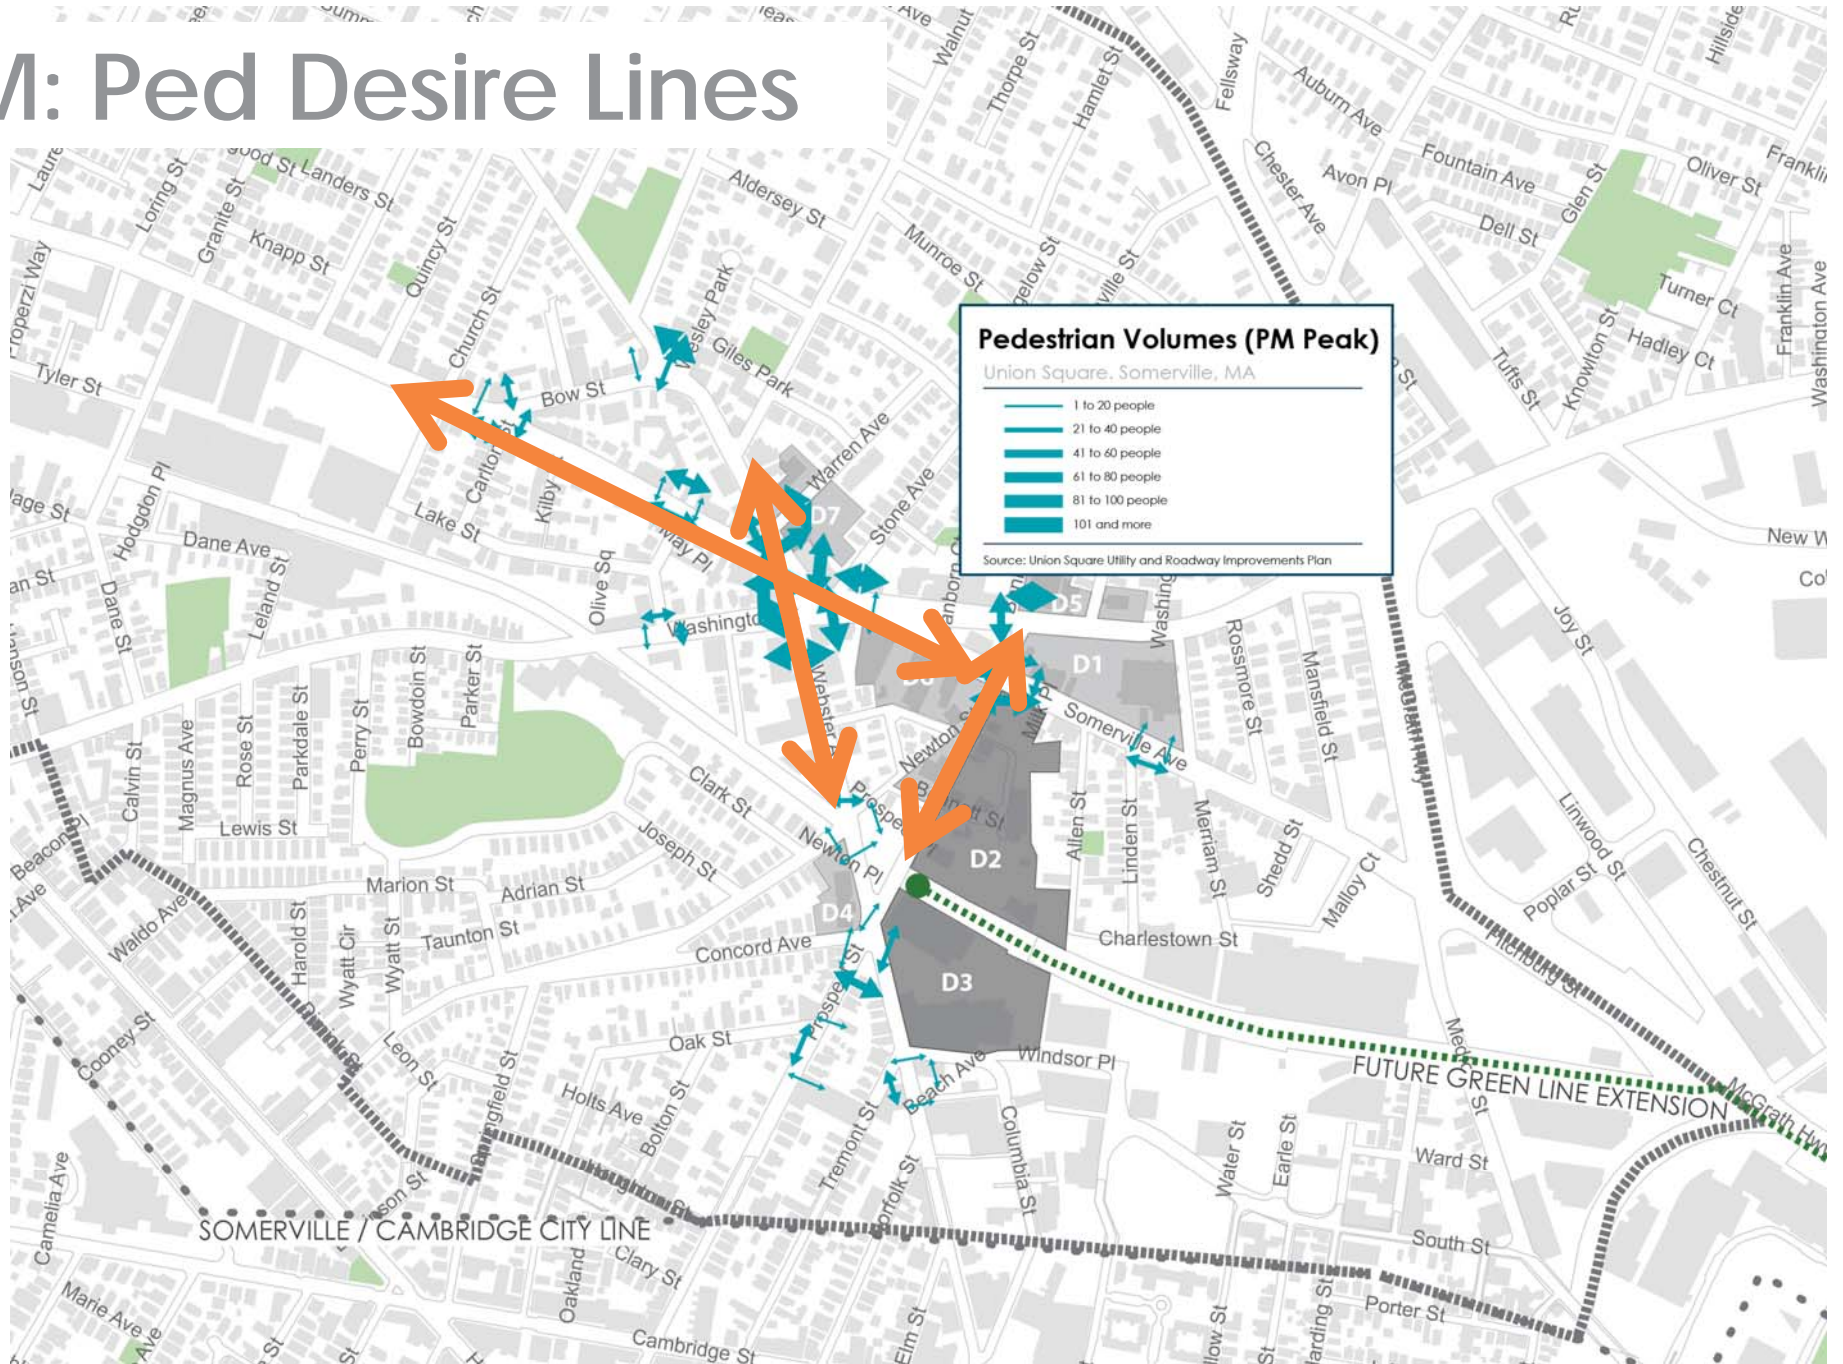 M: Ped Desire Lines
Pedestrian Volumes (PM Peak)
Union Square. Somerville, MA
1 to 20 people
21 to 40 people
41 to 60 people
61 to 80 people
81 to 100 people
101 and more
Source: Union Square Utility and Roadway Improvements Plan
Walnut
Thorpe St
Hamlet St
Fellsway
Auburn Ave
Hillside
Chester Ave
Avon Pl
Fountain Ave
Dell St
Glen St
Oliver St
Turner Ct
Franklin Ave
Washington Ave
Knowlton St
Hadley Ct
Tufts St
Loring St
Granite St
Landers St
Knapp St
Quincy St
Church St
Properzi Way
Tyler St
Aldersey St
Munroe St
Giles Park
Bow St
Warren Ave
Stone Ave
Hodgdon Pl
Lake St
Dane Ave
Dane St
Leland St
Kilby
May Pl
Olive Sq
D7
D5
D1
D2
D3
D4
Rossmore St
Mansfield St
Joy St
Calvin St
Magnus Ave
Rose St
Parkdale St
Perry St
Bowdoin St
Parker St
Somerville Ave
Clark St
Joseph St
Newton Pl
Lewis St
Marion St
Adrian St
Taunton St
Concord Ave
Waldo Ave
Harold St
Wyatt Cir
Wyatt St
Allen St
Linden St
Merriam St
Shedd St
Malloy Ct
Linwood St
Poplar St
Chestnut St
Charlestown St
Fitchburg St
Cooney St
Leon St
Oak St
Holts Ave
Bolton St
Windsor Pl
Beach Ave
Tremont St
Columbia St
FUTURE GREEN LINE EXTENSION
McGrath Hwy
Water St
Earle St
Ward St
South St
Porter St
Camelia Ave
SOMERVILLE / CAMBRIDGE CITY LINE
Marie Ave
Oakland
Clary St
Cambridge St
Elm St